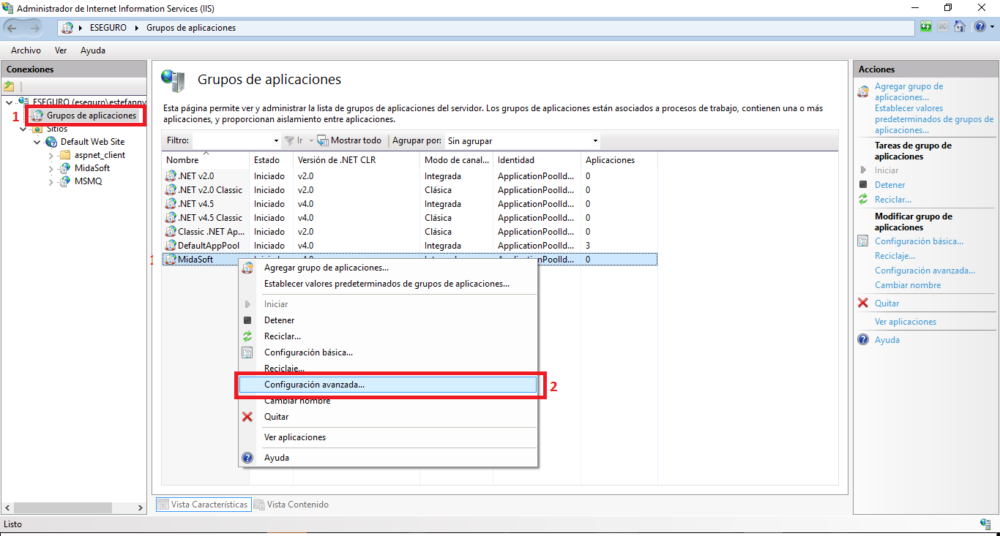 Administrador de Internet Information Services (IIS)
ESEGURO
Grupos de aplicaciones
Archivo Ver Ayuda
Conexiones
ESEGURO (eseguro\estefanny
1
Grupos de aplicaciones
Sitios
Default Web Site
aspnet_client
MidaSoft
MSMQ
Grupos de aplicaciones
Esta página permite ver y administrar la lista de grupos de aplicaciones del servidor. Los grupos de aplicaciones están asociados a procesos de trabajo, contienen una o más
aplicaciones, y proporcionan aislamiento entre aplicaciones.
Filtro: Ir Mostrar todo Agrupar por: Sin agrupar
Nombre Estado Versión de .NET CLR Modo de canal... Identidad Aplicaciones
.NET v2.0 Iniciado v2.0 Integrada ApplicationPoolId... 0
.NET v2.0 Classic Iniciado v2.0 Clásica ApplicationPoolId... 0
.NET v4.5 Iniciado v4.0 Integrada ApplicationPoolId... 0
.NET v4.5 Classic Iniciado v4.0 Clásica ApplicationPoolId... 0
Classic .NET Ap... Iniciado v2.0 Clásica ApplicationPoolId... 0
DefaultAppPool Iniciado v4.0 Integrada ApplicationPoolId... 3
MidaSoft Iniciado v4.0 Integrada ApplicationPoolId... 0
Agregar grupo de aplicaciones...
Establecer valores predeterminados de grupos de aplicaciones...
Iniciar
Detener
Reciclar...
Configuración básica...
Reciclaje...
Configuración avanzada...
2
Cambiar nombre
Quitar
Ver aplicaciones
Ayuda
Vista Características
Vista Contenido
Acciones
Agregar grupo de
aplicaciones...
Establecer valores
predeterminados de grupos de
aplicaciones...
Tareas de grupo de
aplicaciones
Iniciar
Detener
Reciclar...
Modificar grupo de
aplicaciones
Configuración básica...
Reciclaje...
Configuración avanzada...
Cambiar nombre
Quitar
Ver aplicaciones
Ayuda
Listo